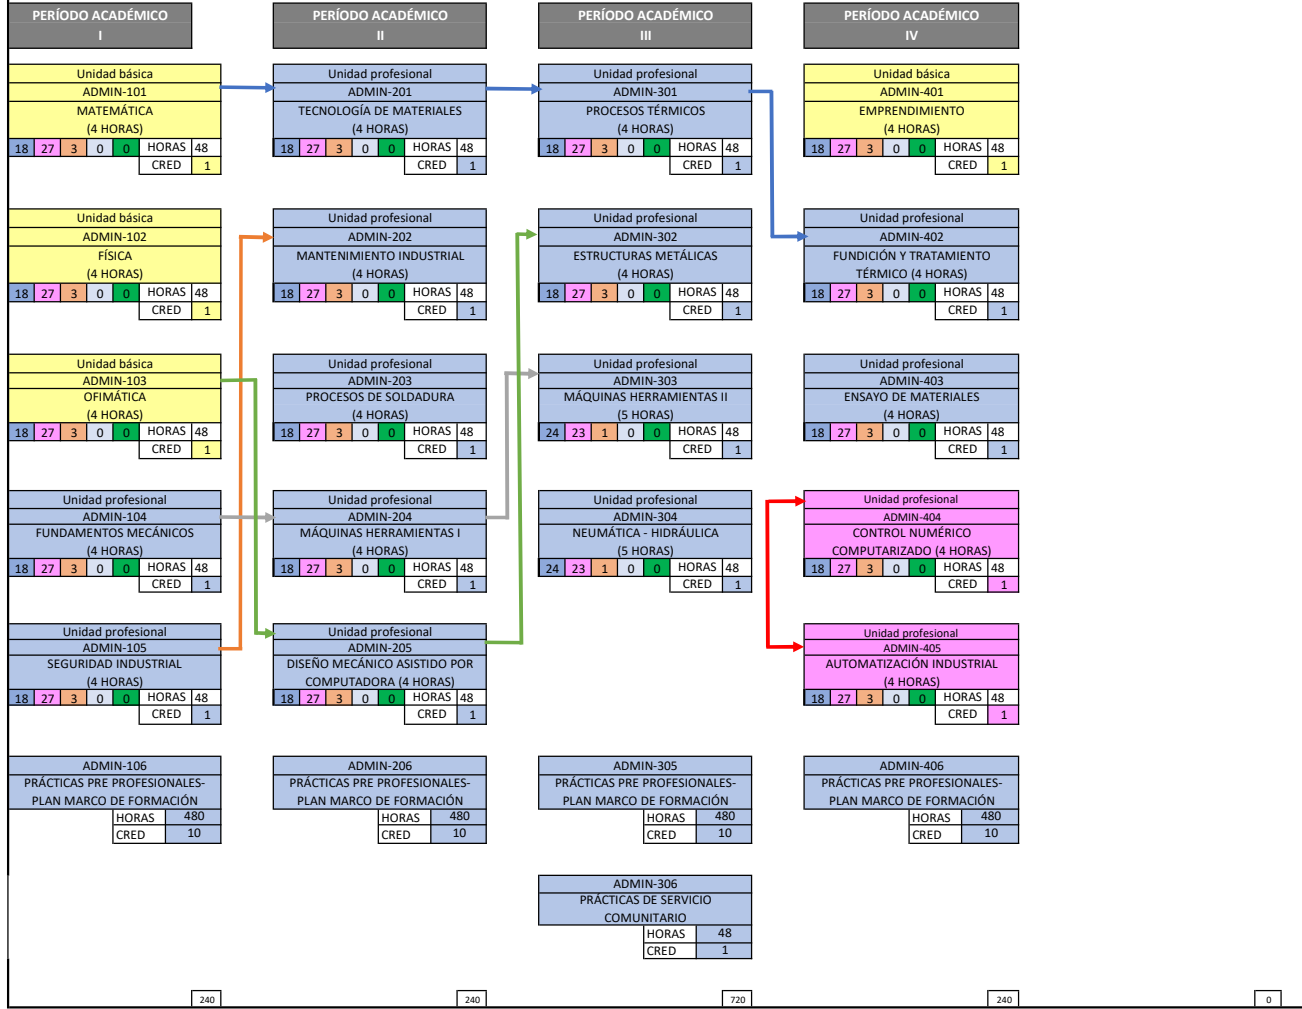 PERÍODO ACADÉMICO
I
PERÍODO ACADÉMICO
II
PERÍODO ACADÉMICO
III
PERÍODO ACADÉMICO
IV
Unidad básica
ADMIN-101
MATEMÁTICA
(4 HORAS)
18 27 3 0 0 HORAS 48
CRED 1
Unidad profesional
ADMIN-201
TECNOLOGÍA DE MATERIALES
(4 HORAS)
18 27 3 0 0 HORAS 48
CRED 1
Unidad profesional
ADMIN-301
PROCESOS TÉRMICOS
(4 HORAS)
18 27 3 0 0 HORAS 48
CRED 1
Unidad básica
ADMIN-401
EMPRENDIMIENTO
(4 HORAS)
18 27 3 0 0 HORAS 48
CRED 1
Unidad básica
ADMIN-102
FÍSICA
(4 HORAS)
18 27 3 0 0 HORAS 48
CRED 1
Unidad profesional
ADMIN-202
MANTENIMIENTO INDUSTRIAL
(4 HORAS)
18 27 3 0 0 HORAS 48
CRED 1
Unidad profesional
ADMIN-302
ESTRUCTURAS METÁLICAS
(4 HORAS)
18 27 3 0 0 HORAS 48
CRED 1
Unidad profesional
ADMIN-402
FUNDICIÓN Y TRATAMIENTO
TÉRMICO (4 HORAS)
18 27 3 0 0 HORAS 48
CRED 1
Unidad básica
ADMIN-103
OFIMÁTICA
(4 HORAS)
18 27 3 0 0 HORAS 48
CRED 1
Unidad profesional
ADMIN-203
PROCESOS DE SOLDADURA
(4 HORAS)
18 27 3 0 0 HORAS 48
CRED 1
Unidad profesional
ADMIN-303
MÁQUINAS HERRAMIENTAS II
(5 HORAS)
24 23 1 0 0 HORAS 48
CRED 1
Unidad profesional
ADMIN-403
ENSAYO DE MATERIALES
(4 HORAS)
18 27 3 0 0 HORAS 48
CRED 1
Unidad profesional
ADMIN-104
FUNDAMENTOS MECÁNICOS
(4 HORAS)
18 27 3 0 0 HORAS 48
CRED 1
Unidad profesional
ADMIN-204
MÁQUINAS HERRAMIENTAS I
(4 HORAS)
18 27 3 0 0 HORAS 48
CRED 1
Unidad profesional
ADMIN-304
NEUMÁTICA - HIDRÁULICA
(5 HORAS)
24 23 1 0 0 HORAS 48
CRED 1
Unidad profesional
ADMIN-404
CONTROL NUMÉRICO
COMPUTARIZADO (4 HORAS)
18 27 3 0 0 HORAS 48
CRED 1
Unidad profesional
ADMIN-105
SEGURIDAD INDUSTRIAL
(4 HORAS)
18 27 3 0 0 HORAS 48
CRED 1
Unidad profesional
ADMIN-205
DISEÑO MECÁNICO ASISTIDO POR
COMPUTADORA (4 HORAS)
18 27 3 0 0 HORAS 48
CRED 1
Unidad profesional
ADMIN-405
AUTOMATIZACIÓN INDUSTRIAL
(4 HORAS)
18 27 3 0 0 HORAS 48
CRED 1
ADMIN-106
PRÁCTICAS PRE PROFESIONALES-
PLAN MARCO DE FORMACIÓN
HORAS 480
CRED 10
ADMIN-206
PRÁCTICAS PRE PROFESIONALES-
PLAN MARCO DE FORMACIÓN
HORAS 480
CRED 10
ADMIN-305
PRÁCTICAS PRE PROFESIONALES-
PLAN MARCO DE FORMACIÓN
HORAS 480
CRED 10
ADMIN-406
PRÁCTICAS PRE PROFESIONALES-
PLAN MARCO DE FORMACIÓN
HORAS 480
CRED 10
ADMIN-306
PRÁCTICAS DE SERVICIO
COMUNITARIO
HORAS 48
CRED 1
240 240 720 240 0